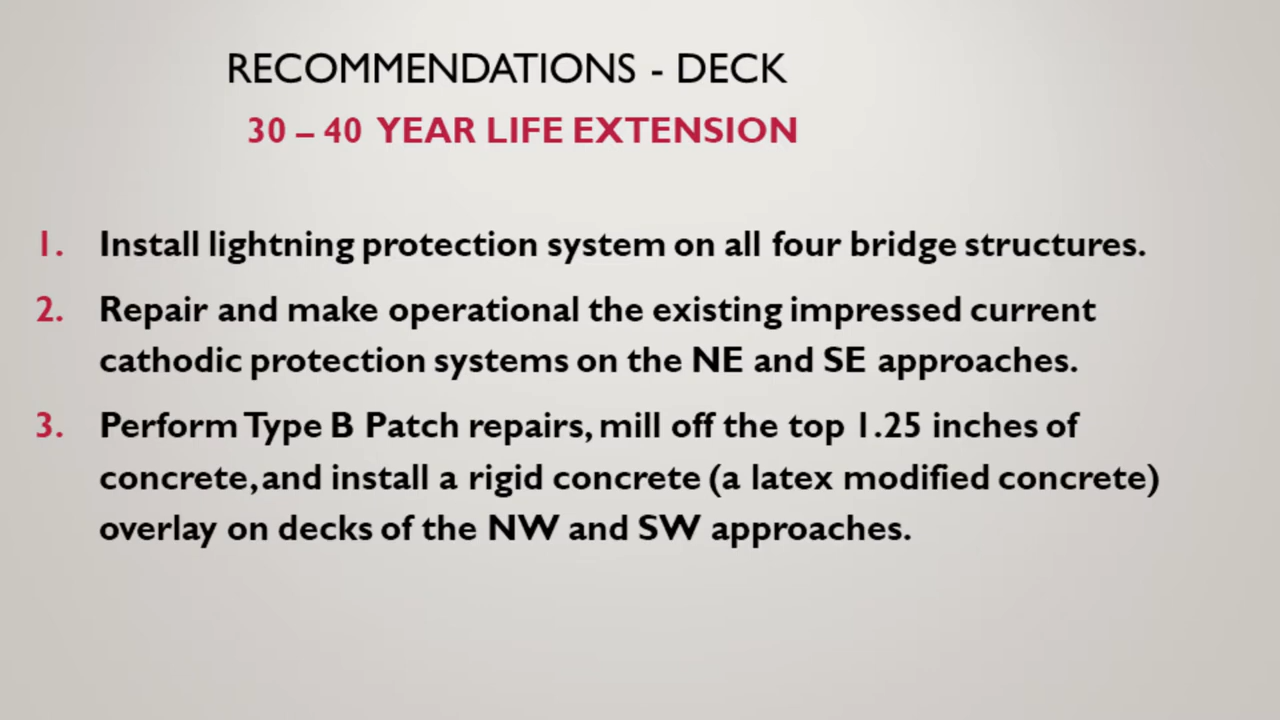 RECOMMENDATIONS - DECK
30 – 40 YEAR LIFE EXTENSION
1. Install lightning protection system on all four bridge structures.
2. Repair and make operational the existing impressed current
cathodic protection systems on the NE and SE approaches.
3. Perform Type B Patch repairs, mill off the top 1.25 inches of
concrete, and install a rigid concrete (a latex modified concrete)
overlay on decks of the NW and SW approaches.